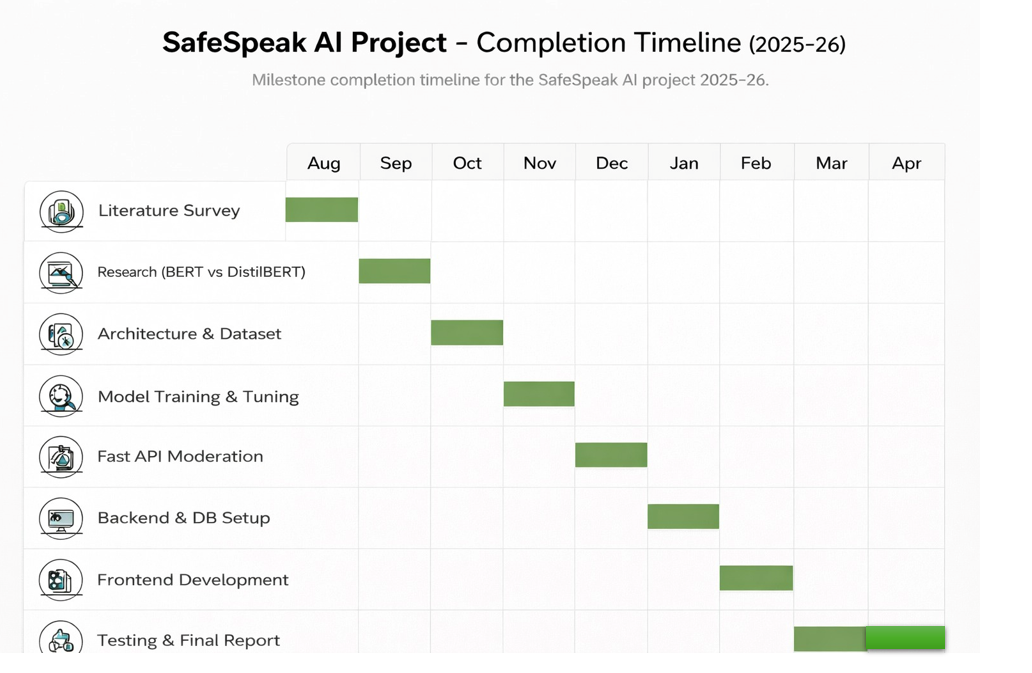 SafeSpeak AI Project – Completion Timeline (2025–26)
Milestone completion timeline for the SafeSpeak AI project 2025–26.
Aug Sep Oct Nov Dec Jan Feb Mar Apr
Literature Survey
Research (BERT vs DistilBERT)
Architecture & Dataset
Model Training & Tuning
Fast API Moderation
Backend & DB Setup
Frontend Development
Testing & Final Report